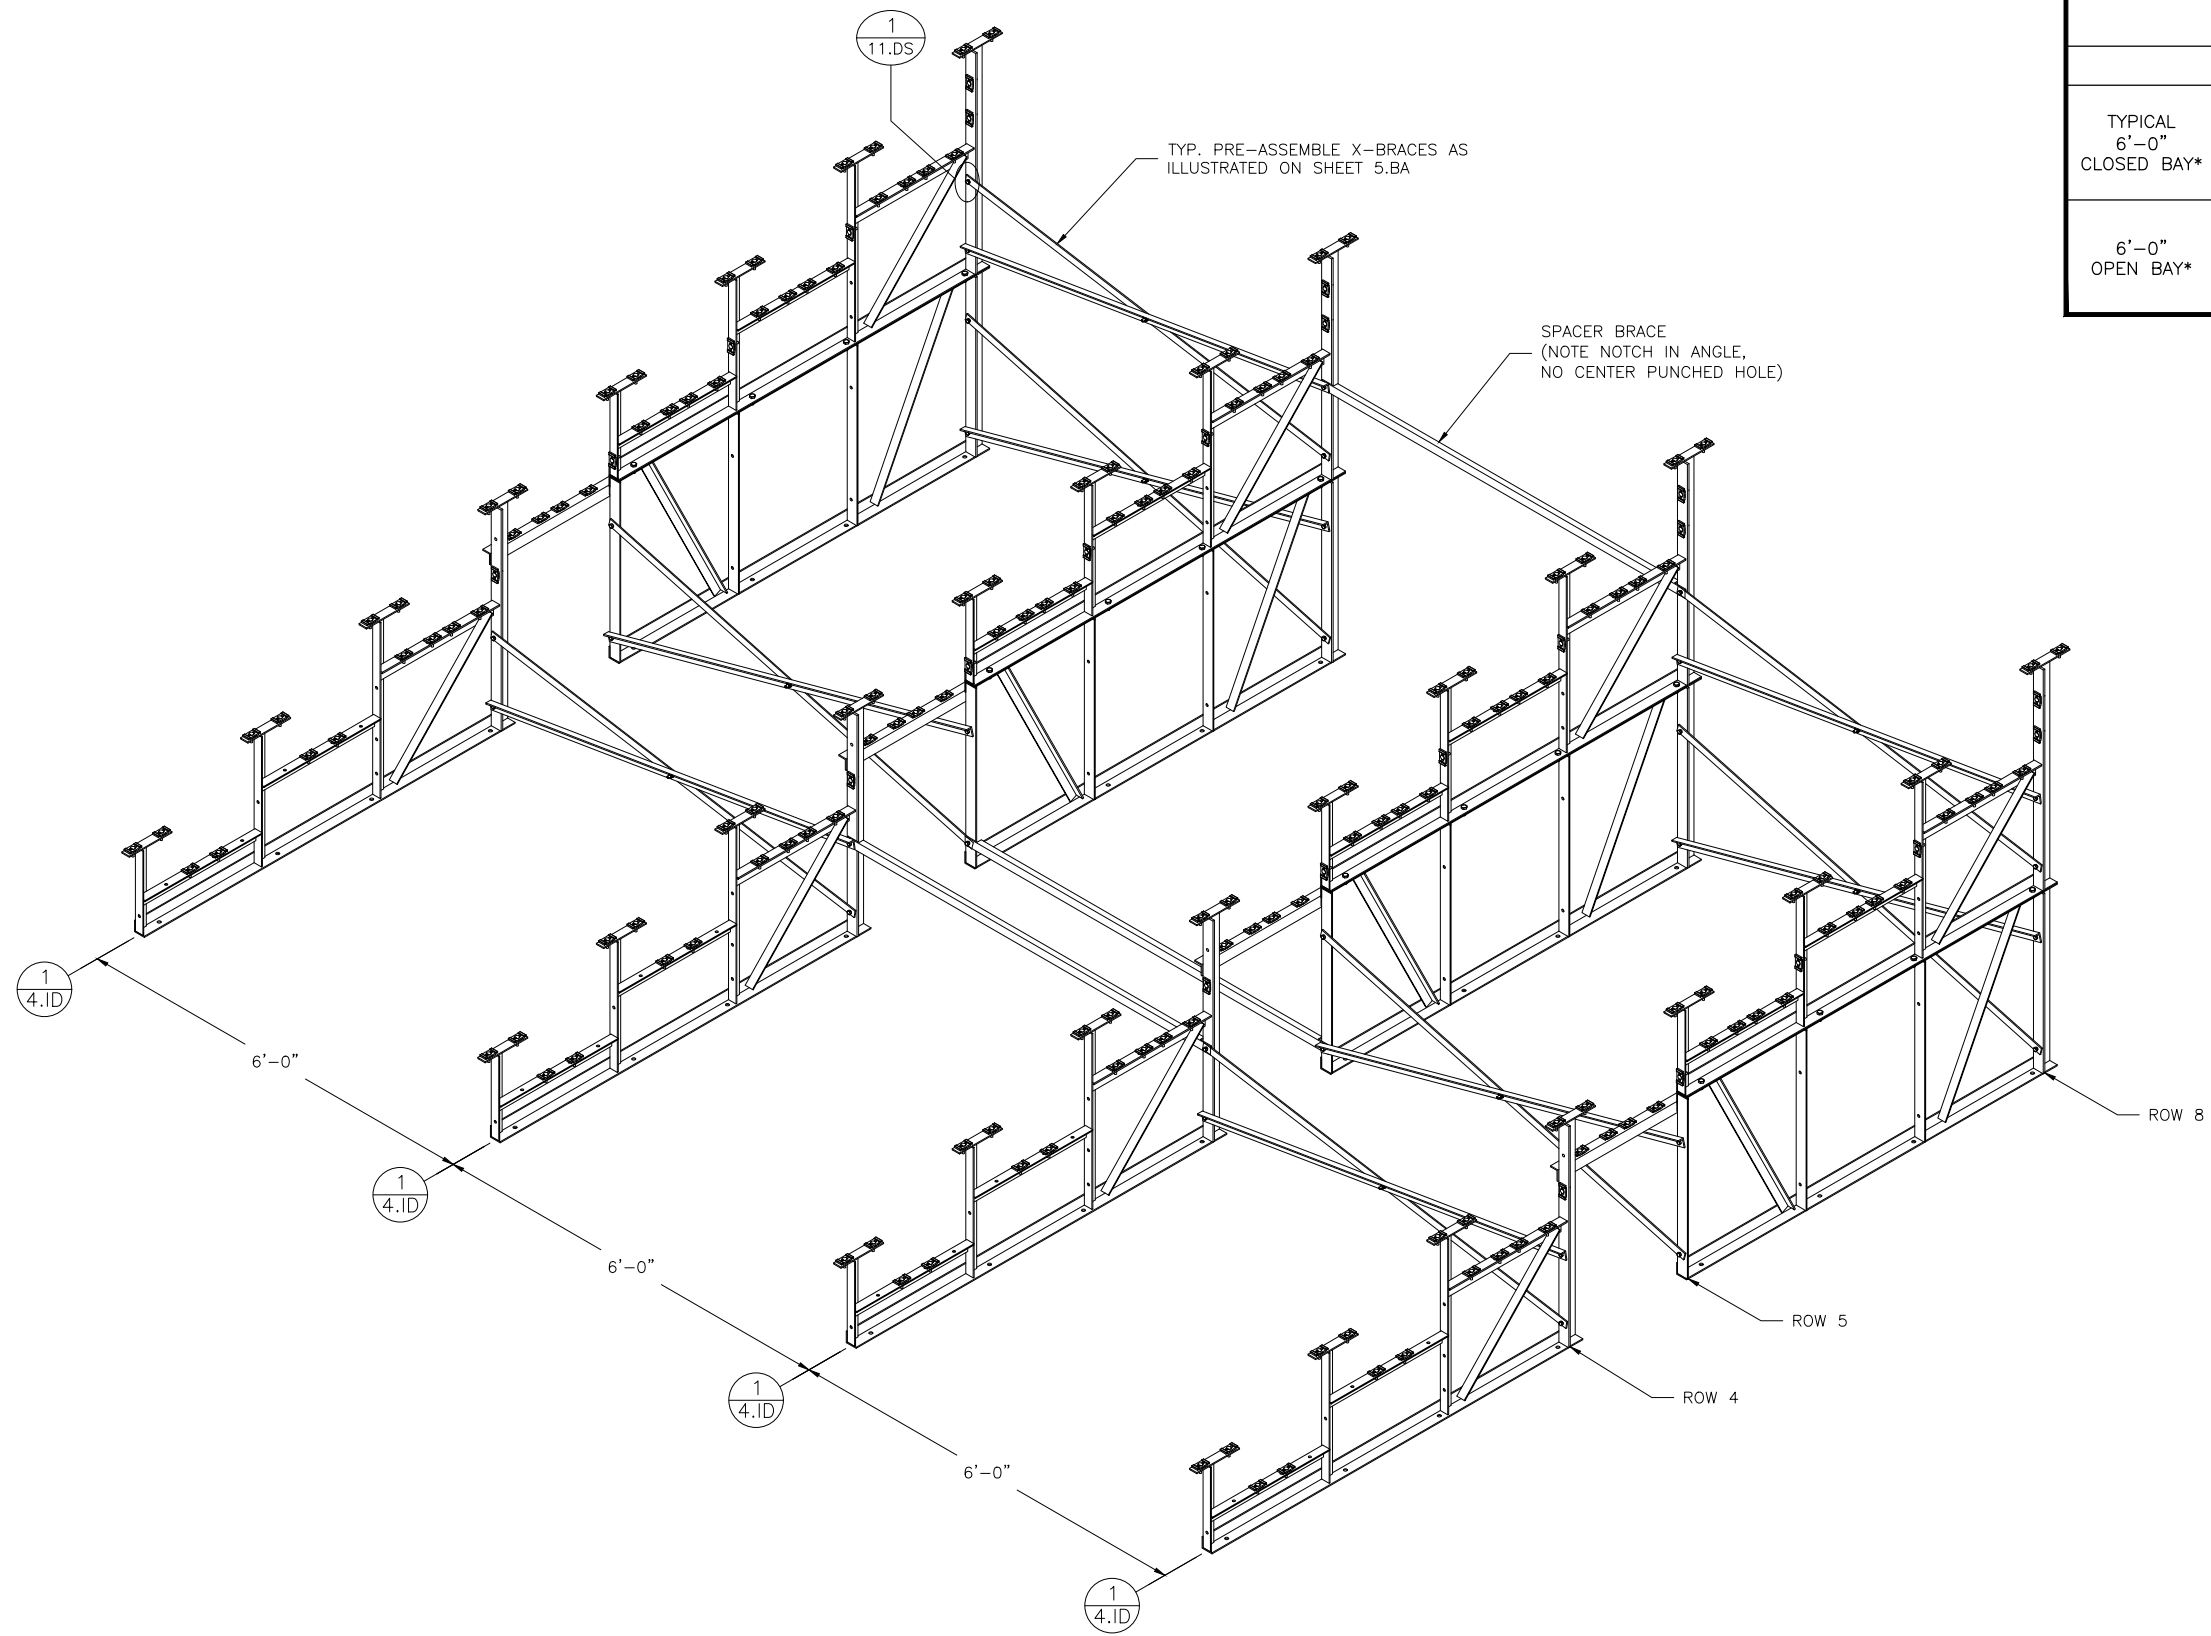 1
11.DS
TYP. PRE-ASSEMBLE X-BRACES AS
ILLUSTRATED ON SHEET 5.BA
TYPICAL
6'-0"
CLOSED BAY*
6'-0"
OPEN BAY*
SPACER BRACE
(NOTE NOTCH IN ANGLE,
NO CENTER PUNCHED HOLE)
1
4.ID
6'-0"
1
4.ID
6'-0"
1
4.ID
6'-0"
1
4.ID
ROW 8
ROW 5
ROW 4